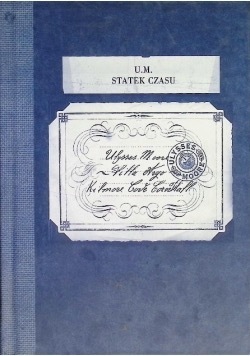 U.M.
STATEK CZASU
Ulysses Moore
~ Villa Argo
Kilmore Cove Cornwall
ULYSSES
MOORE